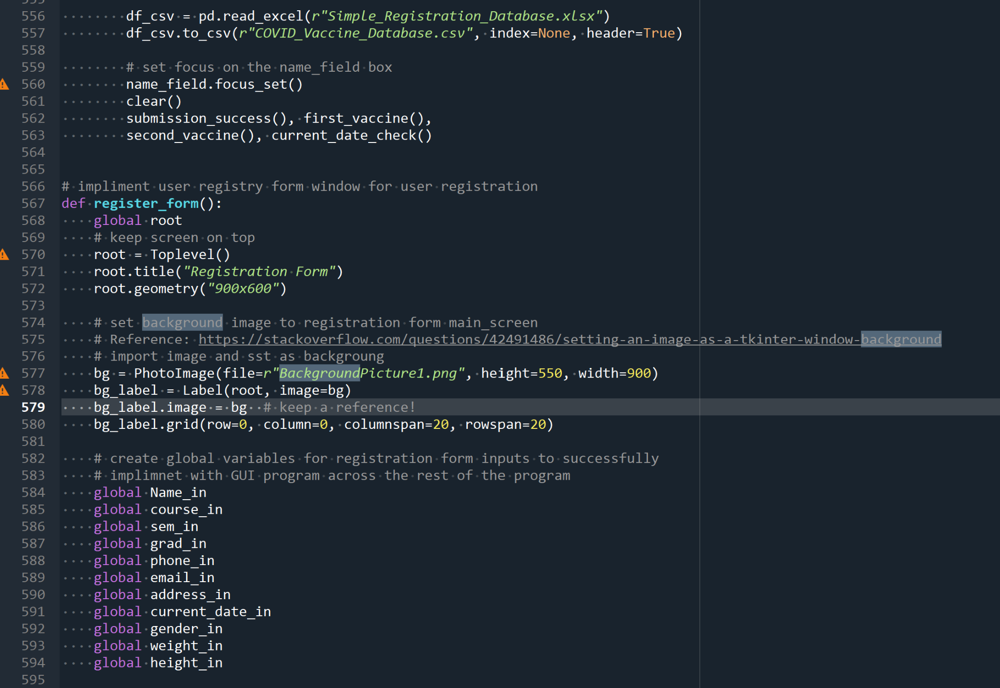 556 df_csv = pd.read_excel(r"Simple_Registration_Database.xlsx")
557 df_csv.to_csv(r"COVID_Vaccine_Database.csv", index=None, header=True)
558
559 # set focus on the name_field box
560 name_field.focus_set()
561 clear()
562 submission_success(), first_vaccine(),
563 second_vaccine(), current_date_check()
564
565
566 # impliment user registry form window for user registration
567 def register_form():
568 global root
569 # keep screen on top
570 root = Toplevel()
571 root.title("Registration Form")
572 root.geometry("900x600")
573
574 # set background image to registration form main_screen
575 # Reference: https://stackoverflow.com/questions/42491486/setting-an-image-as-a-tkinter-window-background
576 # import image and sst as backgroung
577 bg = PhotoImage(file=r"BackgroundPicture1.png", height=550, width=900)
578 bg_label = Label(root, image=bg)
579 bg_label.image = bg # keep a reference!
580 bg_label.grid(row=0, column=0, columnspan=20, rowspan=20)
581
582 # create global variables for registration form inputs to successfully
583 # implimnet with GUI program across the rest of the program
584 global Name_in
585 global course_in
586 global sem_in
587 global grad_in
588 global phone_in
589 global email_in
590 global address_in
591 global current_date_in
592 global gender_in
593 global weight_in
594 global height_in
595